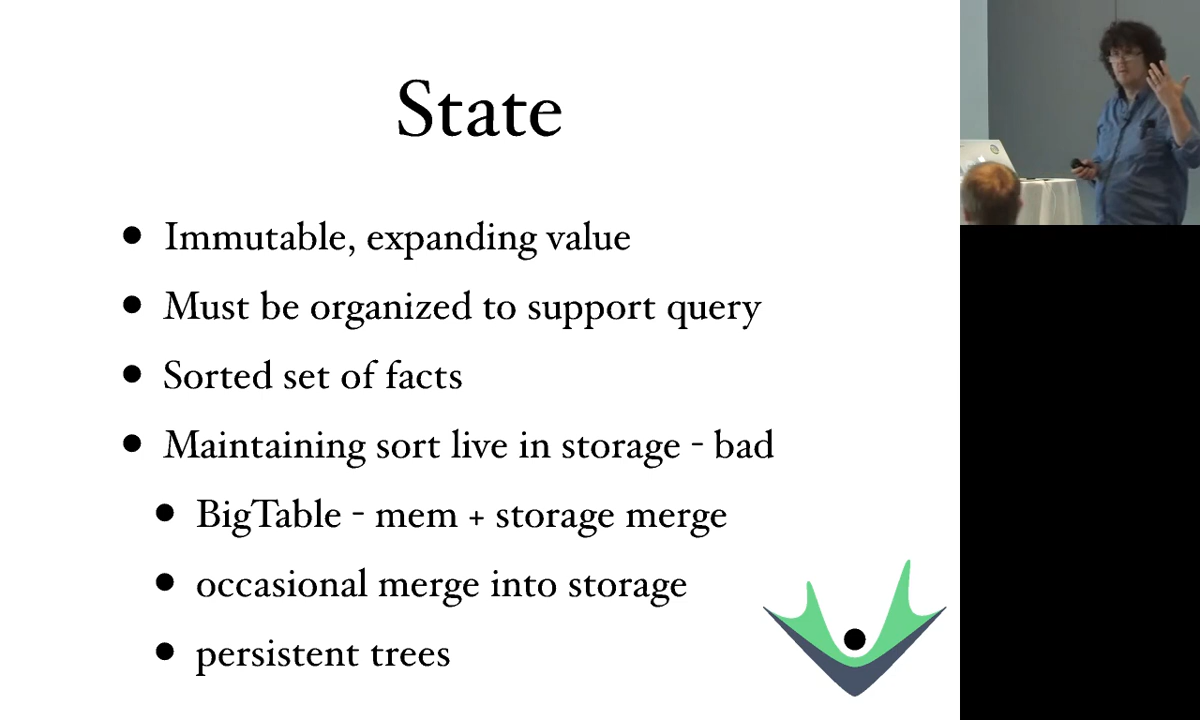 State
• Immutable, expanding value
• Must be organized to support query
• Sorted set of facts
• Maintaining sort live in storage - bad
• BigTable - mem + storage merge
• occasional merge into storage
• persistent trees